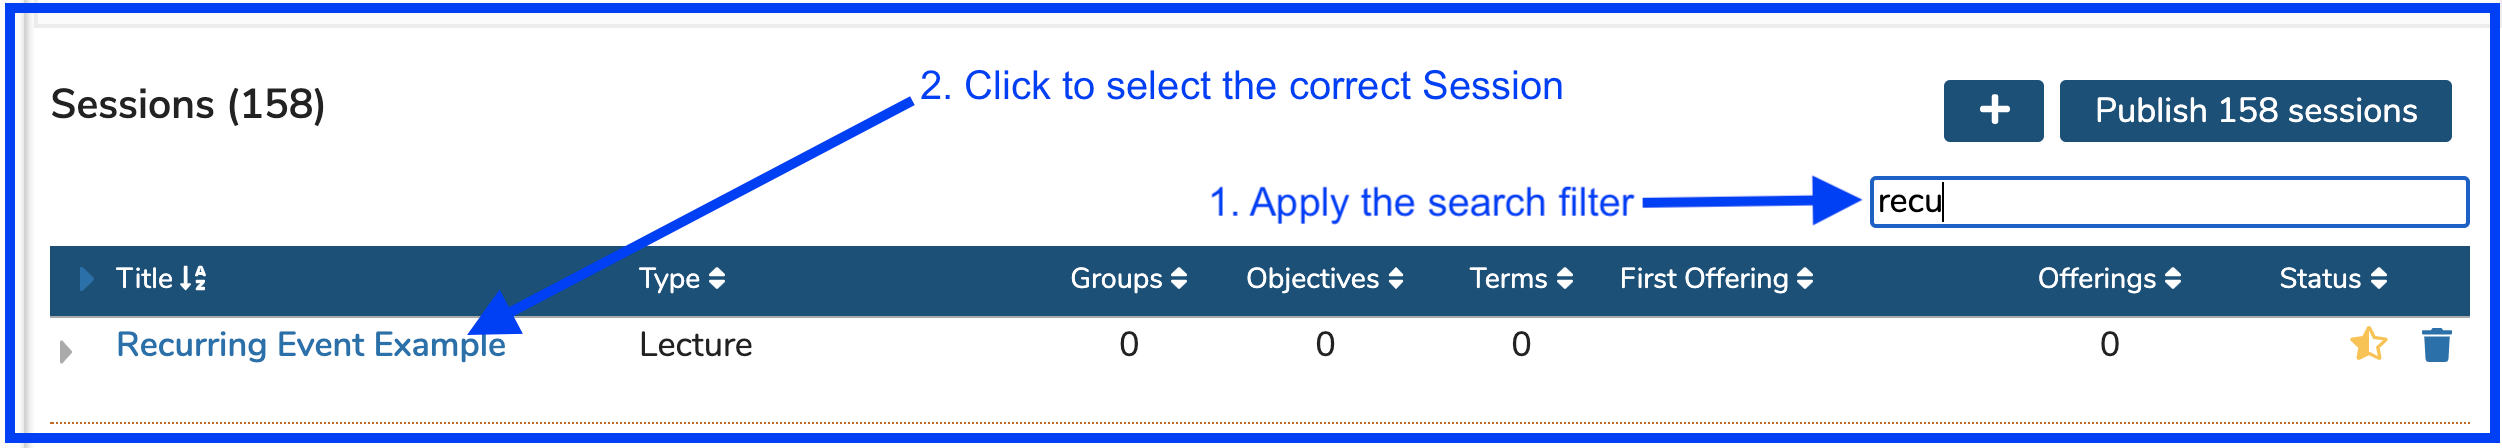 2. Click to select the correct Session
Sessions (158)
+
Publish 158 sessions
1. Apply the search filter
recu
Title Type Groups Objectives Terms First Offering Offerings Status
Recurring Event Example Lecture 0 0 0 0